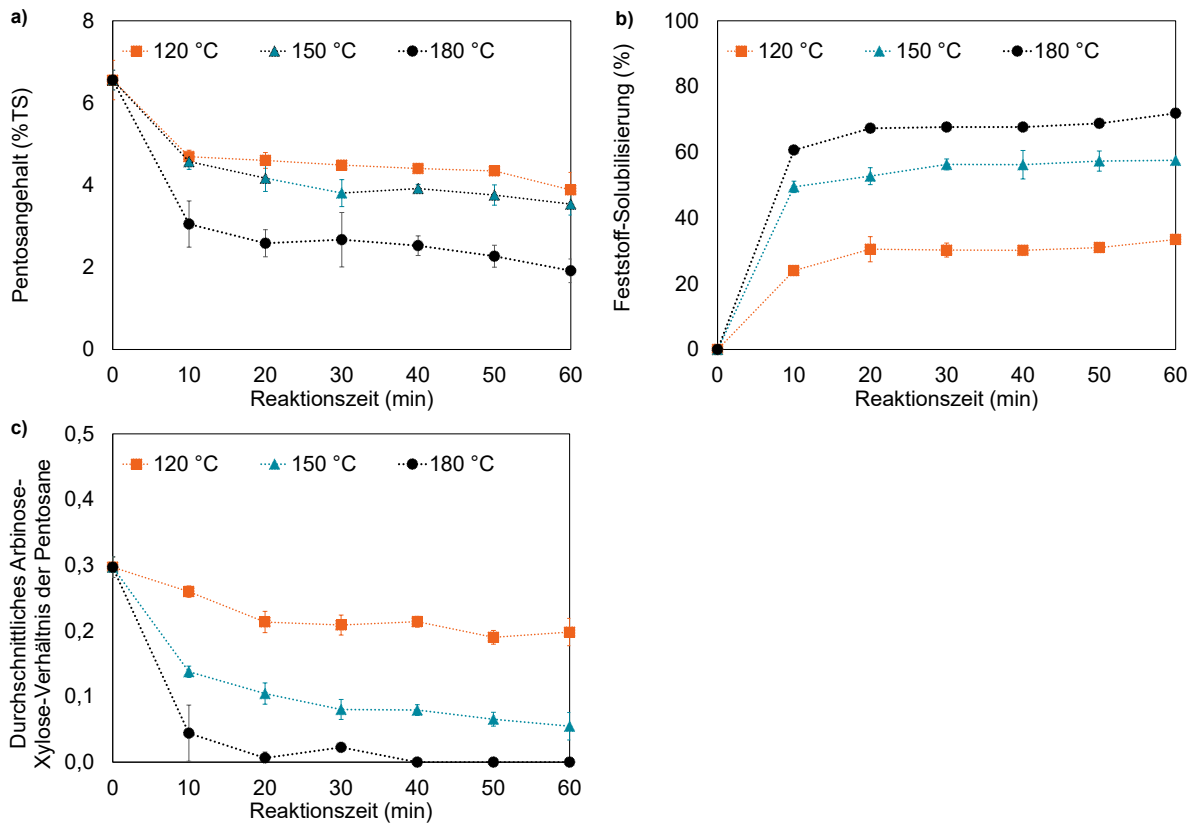 a)
8
6
4
2
0
Pentosangehalt (%TS)
120 °C 150 °C 180 °C
0 10 20 30 40 50 60
Reaktionszeit (min)
b)
100
80
60
40
20
0
Feststoff-Solubilisierung (%)
120 °C 150 °C 180 °C
0 10 20 30 40 50 60
Reaktionszeit (min)
c)
0,5
0,4
0,3
0,2
0,1
0,0
Durchschnittliches Arbinose-
Xylose-Verhältnis der Pentosane
120 °C 150 °C 180 °C
0 10 20 30 40 50 60
Reaktionszeit (min)